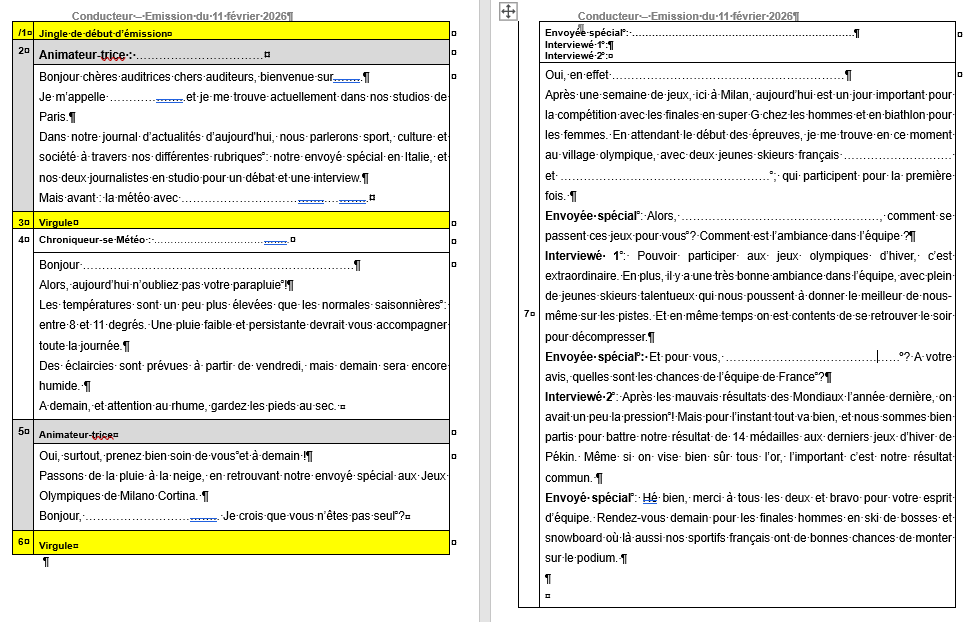 Conducteur – Emission du 11 février 2026¶
/1¤ Jingle de début d'émission¤
2¤ Animateur-trice : ……………………………¤
Bonjour chères auditrices chers auditeurs, bienvenue sur…….¶
Je m'appelle ………………. et je me trouve actuellement dans nos studios de
Paris.¶
Dans notre journal d'actualités d'aujourd'hui, nous parlerons sport, culture et
société à travers nos différentes rubriques : notre envoyé spécial en Italie, et
nos deux journalistes en studio pour un débat et une interview.¶
Mais avant : la météo avec …………………………………….¤
3¤ Virgule¤
4¤ Chroniqueur-se Météo : …………………………………….¤
Bonjour ……………………………………………………¶
Alors, aujourd'hui n'oubliez pas votre parapluie !¶
Les températures sont un peu plus élevées que les normales saisonnières :
entre 8 et 11 degrés. Une pluie faible et persistante devrait vous accompagner
toute la journée.¶
Des éclaircies sont prévues à partir de vendredi, mais demain sera encore
humide. ¶
A demain, et attention au rhume, gardez les pieds au sec. ¤
5¤ Animateur-trice¤
Oui, surtout, prenez bien soin de vous et à demain !¶
Passons de la pluie à la neige, en retrouvant notre envoyé spécial aux Jeux
Olympiques de Milano Cortina. ¶
Bonjour, ……………………………. Je crois que vous n'êtes pas seul ?¤
6¤ Virgule¤
¶
Conducteur – Emission du 11 février 2026¶
¶
Envoyée spécial : ……………………………………………………………¶
Interviewé 1 :¶
Interviewé 2 :¤
Oui, en effet …………………………………………………¶
Après une semaine de jeux, ici à Milan, aujourd'hui est un jour important pour
la compétition avec les finales en super G chez les hommes et en biathlon pour
les femmes. En attendant le début des épreuves, je me trouve en ce moment
au village olympique, avec deux jeunes skieurs français ………………………
et ………………………………………………… ; qui participent pour la première
fois. ¶
Envoyée spécial : Alors, …………………………………………, comment se
passent ces jeux pour vous ? Comment est l'ambiance dans l'équipe ?¶
Interviewé 1 : Pouvoir participer aux jeux olympiques d'hiver, c'est
extraordinaire. En plus, il y a une très bonne ambiance dans l'équipe, avec plein
de jeunes skieurs talentueux qui nous poussent à donner le meilleur de nous-
7¤ même sur les pistes. Et en même temps on est contents de se retrouver le soir
pour décompresser.¶
Envoyée spécial : Et pour vous, …………………………………… ? A votre
avis, quelles sont les chances de l'équipe de France ?¶
Interviewé 2 : Après les mauvais résultats des Mondiaux l'année dernière, on
avait un peu la pression ! Mais pour l'instant tout va bien, et nous sommes bien
partis pour battre notre résultat de 14 médailles aux derniers jeux d'hiver de
Pékin. Même si on vise bien sûr tous l'or, l'important c'est notre résultat
commun. ¶
Envoyé spécial : Hé bien, merci à tous les deux et bravo pour votre esprit
d'équipe. Rendez-vous demain pour les finales hommes en ski de bosses et
snowboard où là aussi nos sportifs français ont de bonnes chances de monter
sur le podium. ¶
¶
¤